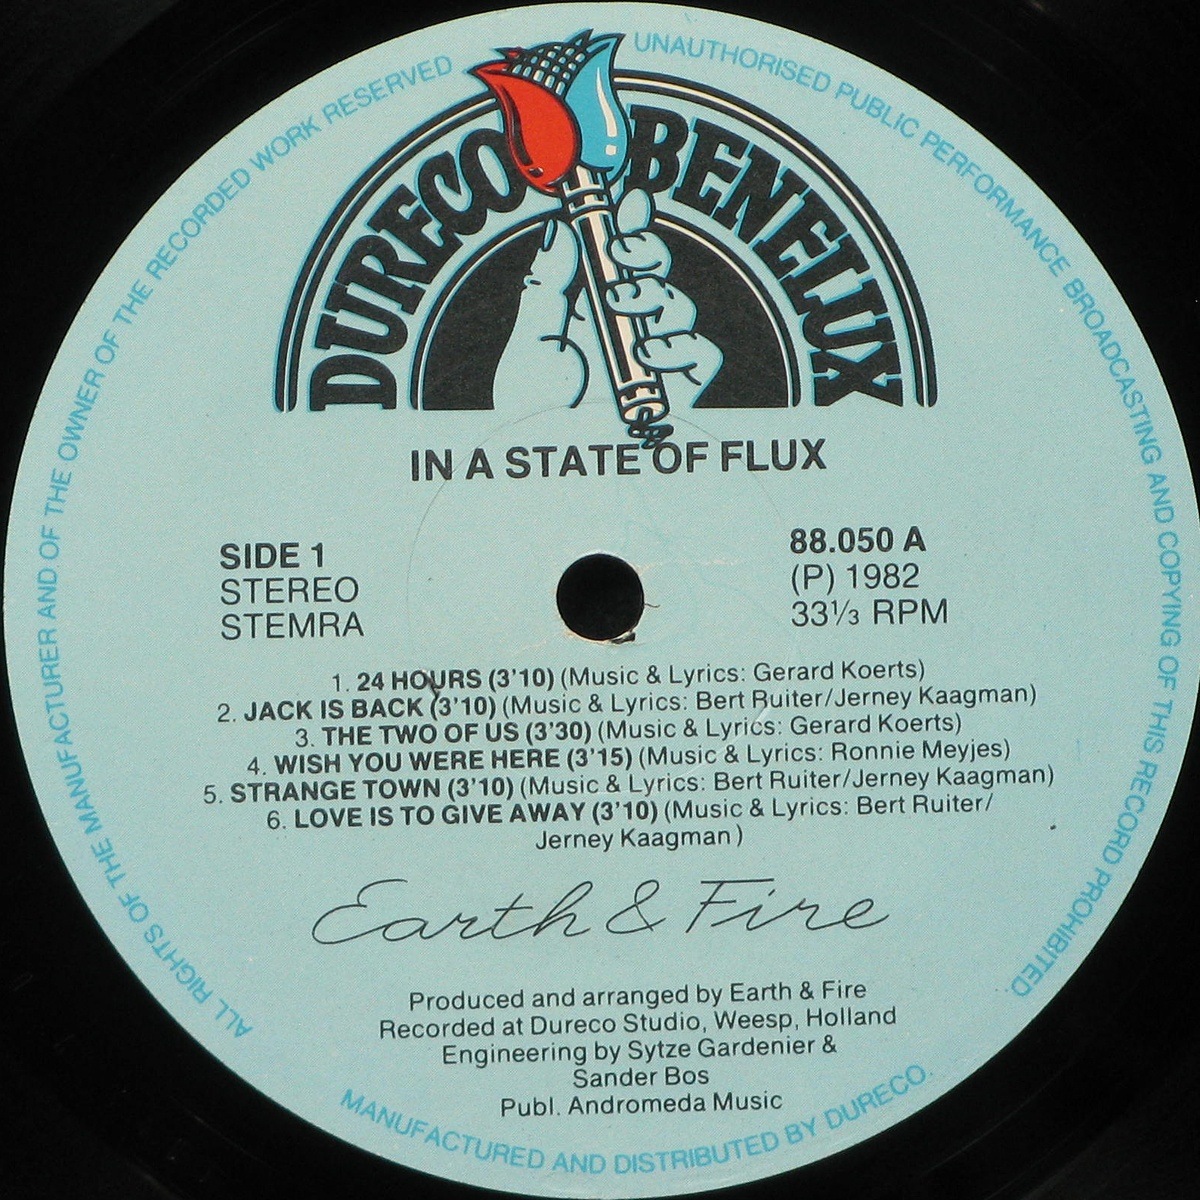 ALL RIGHTS OF THE MANUFACTURER AND OF THE OWNER OF THE RECORDED WORK RESERVED
UNAUTHORISED PUBLIC PERFORMANCE BROADCASTING AND COPYING OF THIS RECORD PROHIBITED
DURECO BENELUX
IN A STATE OF FLUX
SIDE 1
STEREO
STEMRA
88.050 A
(P) 1982
33⅓ RPM
1. 24 HOURS (3'10) (Music & Lyrics: Gerard Koerts)
2. JACK IS BACK (3'10) (Music & Lyrics: Bert Ruiter/Jerney Kaagman)
3. THE TWO OF US (3'30) (Music & Lyrics: Gerard Koerts)
4. WISH YOU WERE HERE (3'15) (Music & Lyrics: Ronnie Meyjes)
5. STRANGE TOWN (3'10) (Music & Lyrics: Bert Ruiter/Jerney Kaagman)
6. LOVE IS TO GIVE AWAY (3'10) (Music & Lyrics: Bert Ruiter/
Jerney Kaagman)
Earth & Fire
Produced and arranged by Earth & Fire
Recorded at Dureco Studio, Weesp, Holland
Engineering by Sytze Gardenier &
Sander Bos
Publ. Andromeda Music
MANUFACTURED AND DISTRIBUTED BY DURECO.